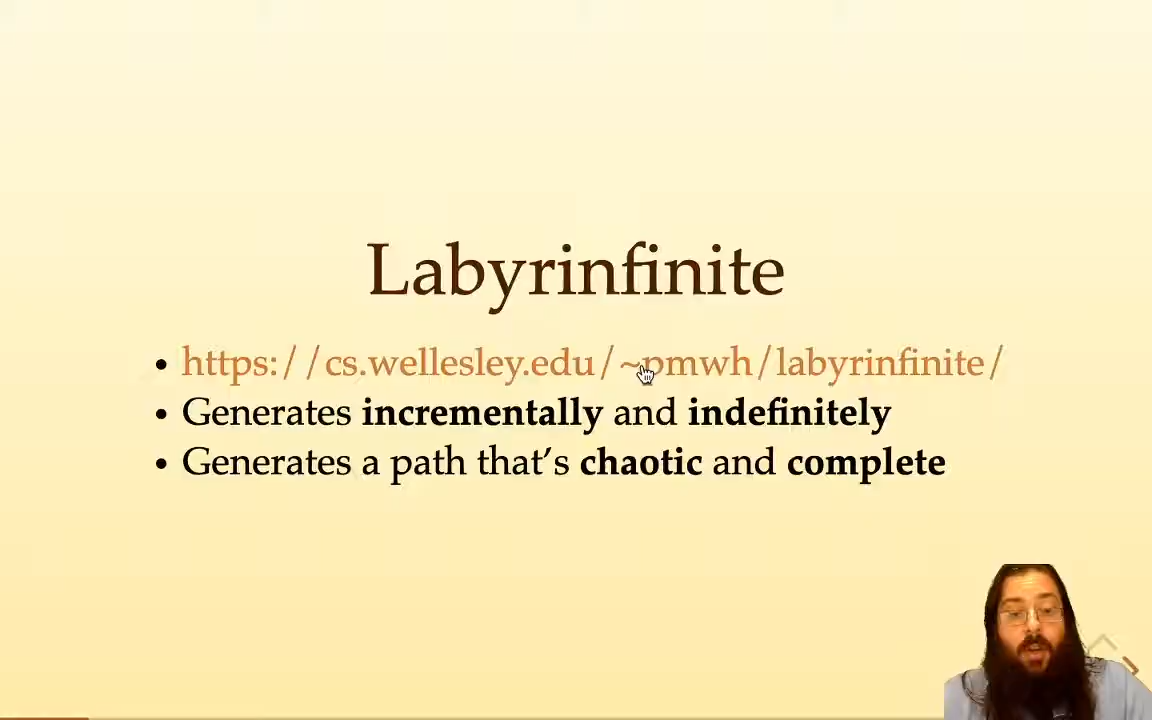 Labyrinfinite
• https://cs.wellesley.edu/~pmwh/labyrinfinite/
• Generates incrementally and indefinitely
• Generates a path that’s chaotic and complete